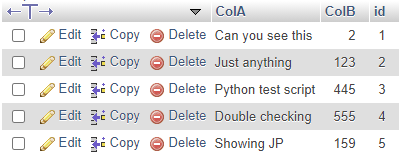 ColA ColB id
Edit Copy Delete Can you see this 2 1
Edit Copy Delete Just anything 123 2
Edit Copy Delete Python test script 445 3
Edit Copy Delete Double checking 555 4
Edit Copy Delete Showing JP 159 5